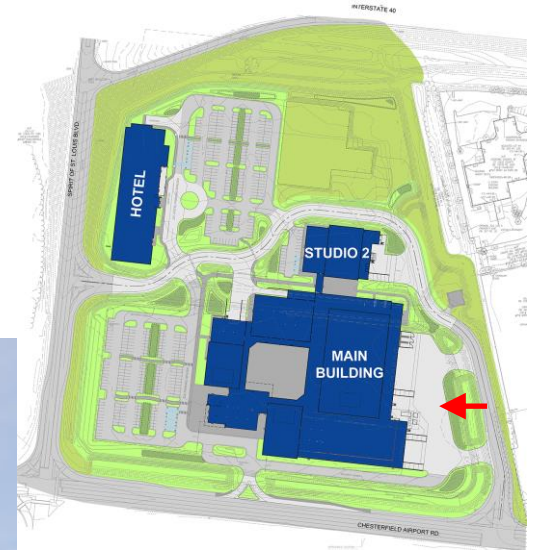 INTERSTATE 40
SPIRIT OF ST. LOUIS BLVD.
HOTEL
STUDIO 2
MAIN
BUILDING
CHESTERFIELD AIRPORT RD.